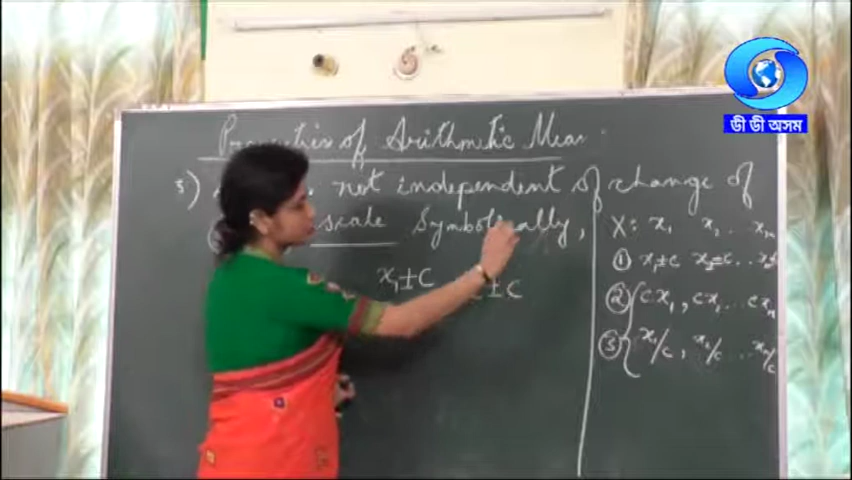 ডী ডী অসম
Properties of Arithmetic Mean
3) not independent of change of
scale Symbolically,
x₁±c ±c
X: x₁ x₂ .. xₙ
① x₁±c x₂±c ..
② cx₁, ... cxₙ
③ x₁/c, x₂/c ... xₙ/c